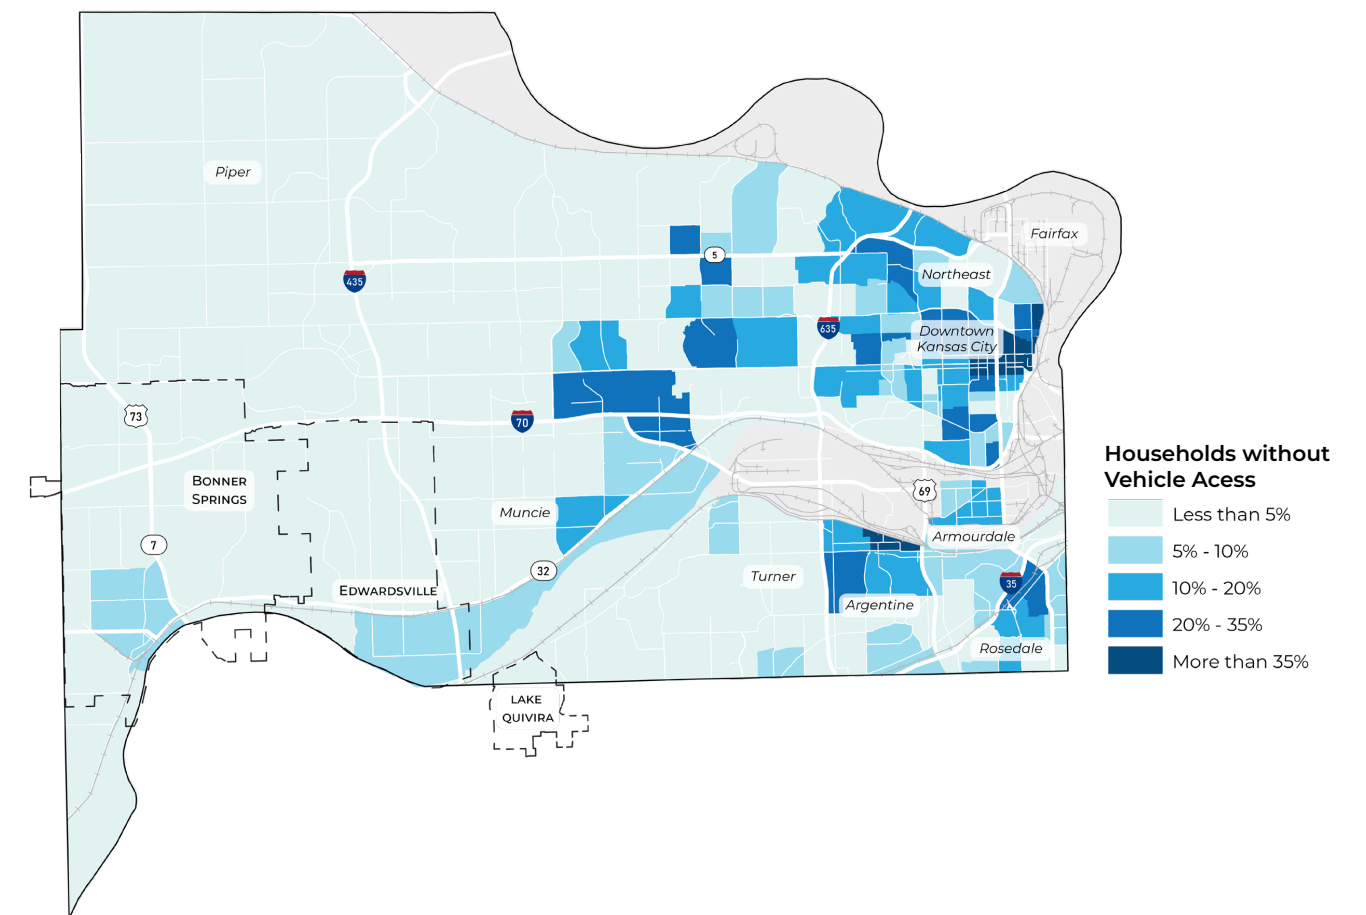 Piper
Fairfax
5
Northeast
435
635
Downtown
Kansas City
73
70
Households without
Vehicle Acess
Bonner
Springs
69
Muncie
Less than 5%
Armourdale
7
5% - 10%
32
Turner
35
10% - 20%
Edwardsville
Argentine
20% - 35%
Rosedale
More than 35%
Lake
Quivira